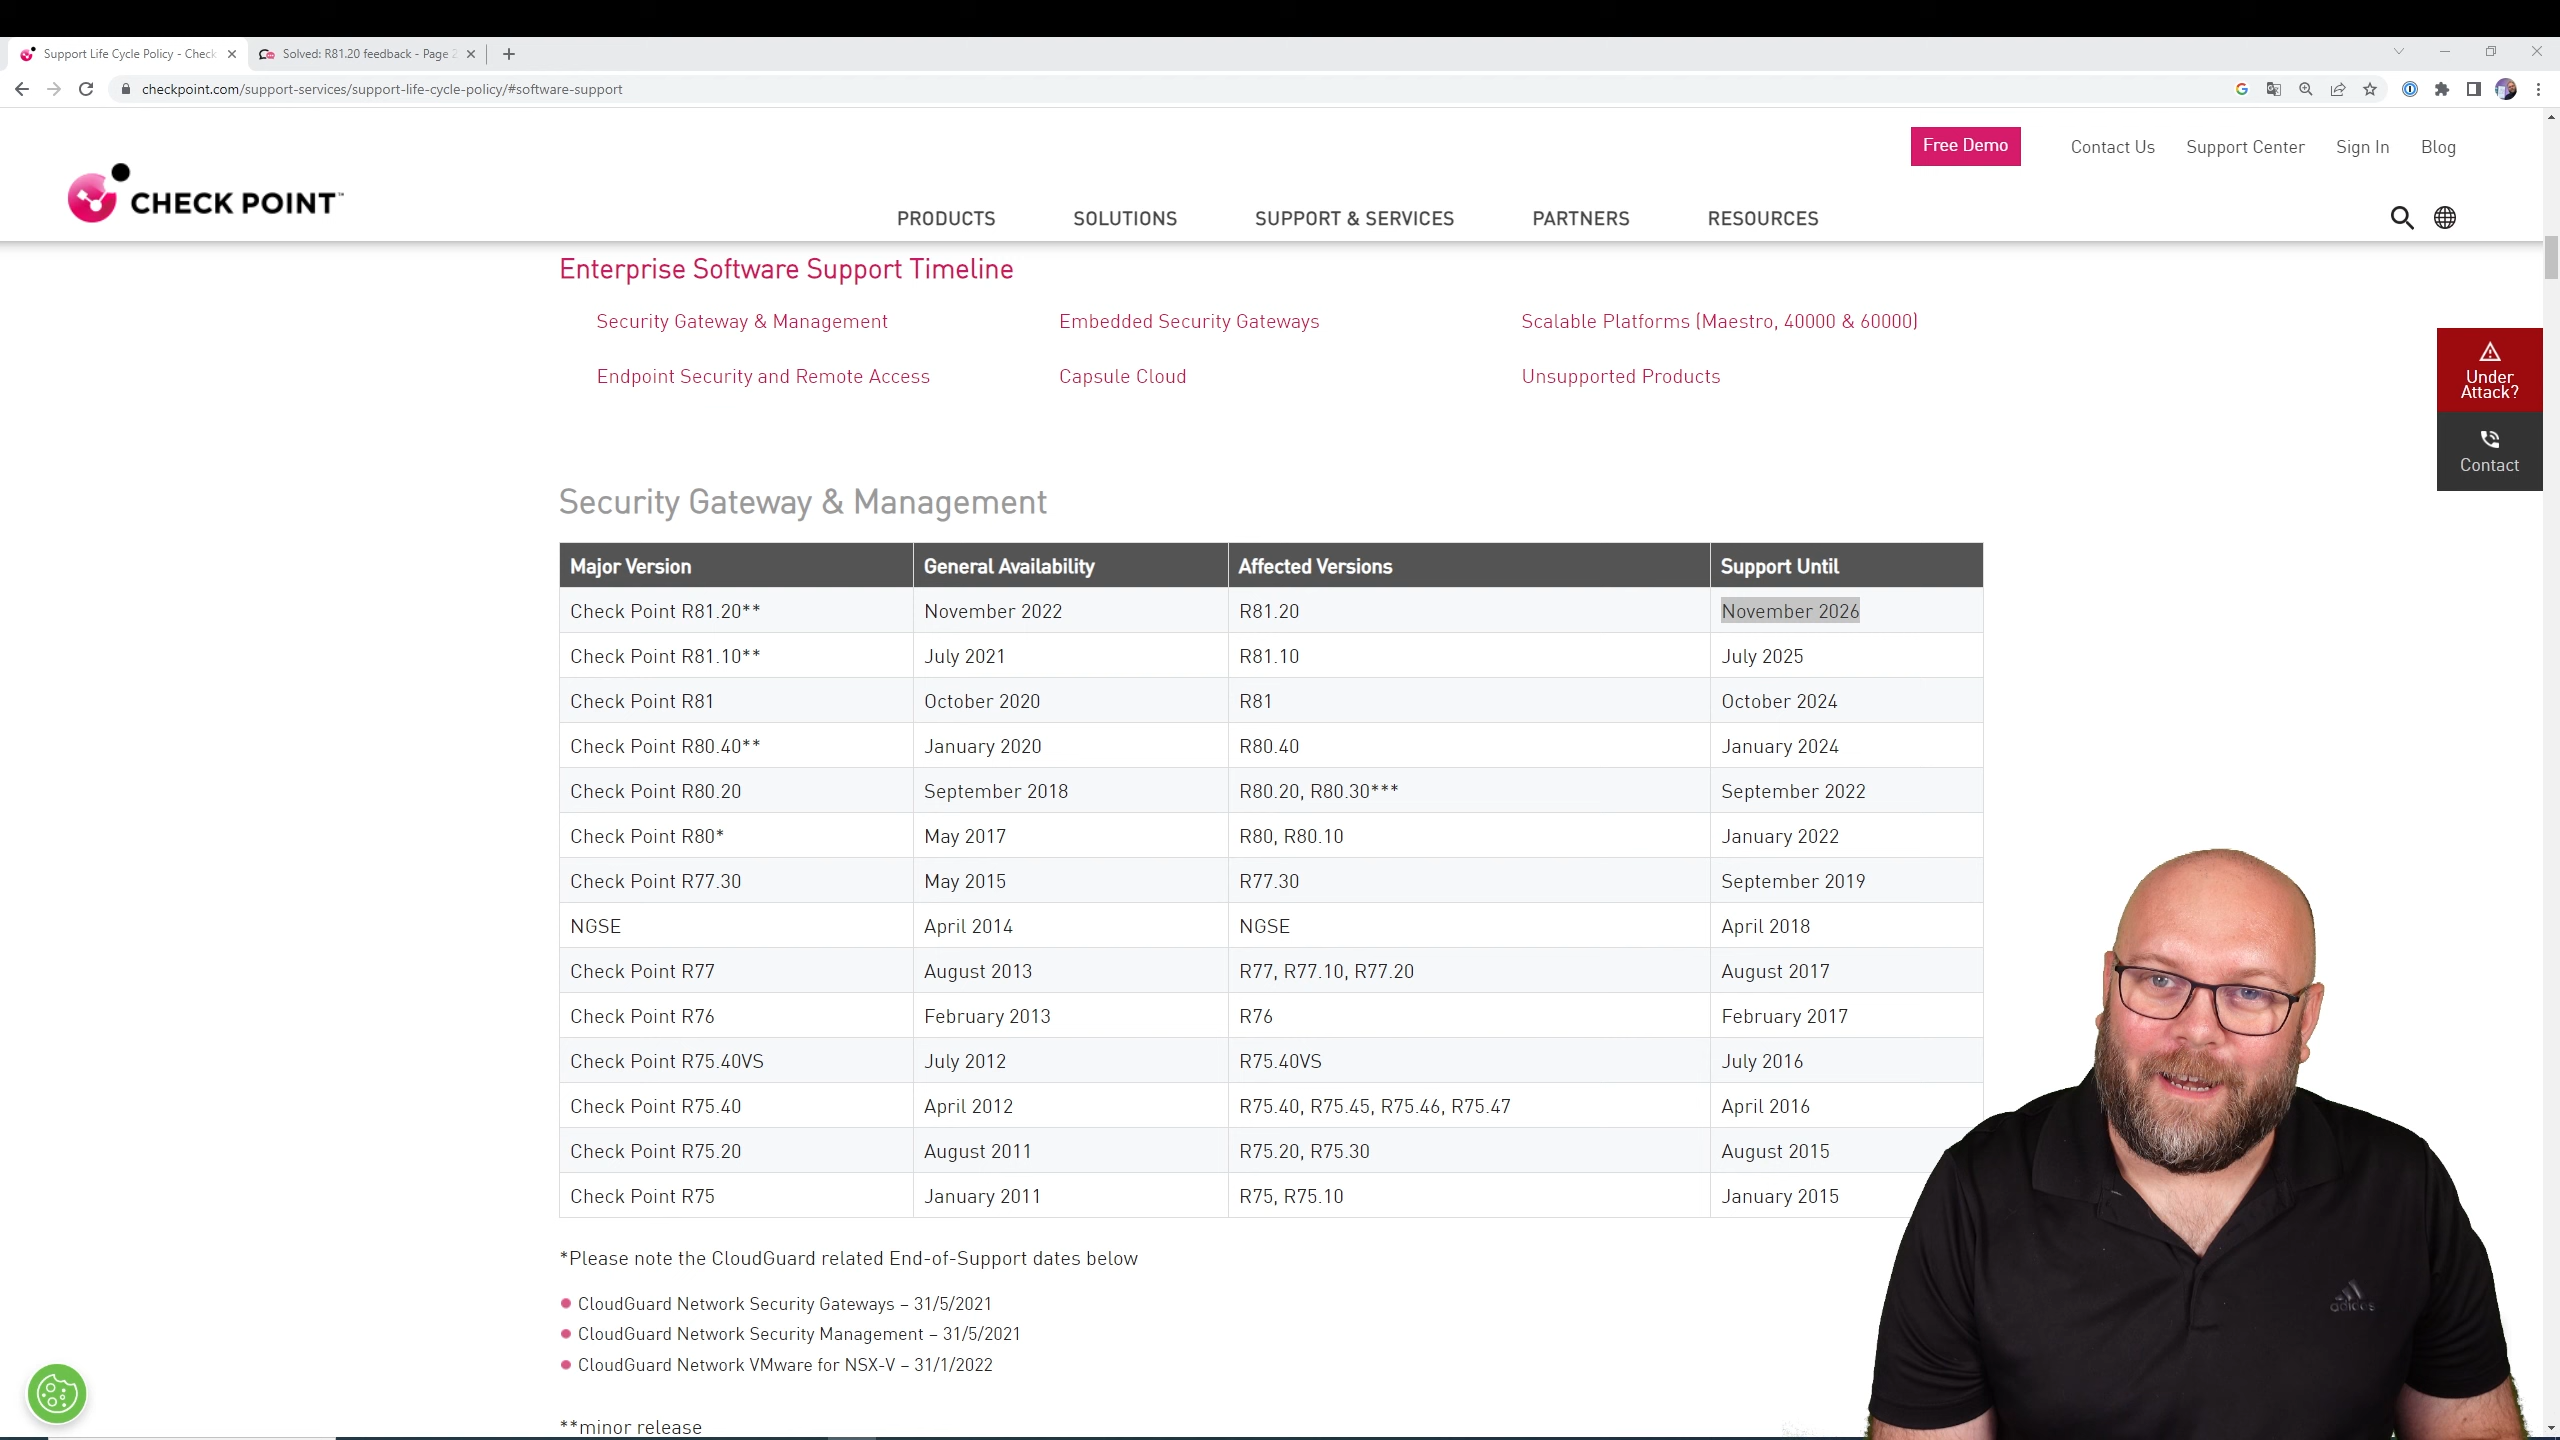 Support Life Cycle Policy - Check
Solved: R81.20 feedback - Page 2
checkpoint.com/support-services/support-life-cycle-policy/#software-support
Free Demo
Contact Us
Support Center
Sign In
Blog
CHECK POINT™
PRODUCTS
SOLUTIONS
SUPPORT & SERVICES
PARTNERS
RESOURCES
Enterprise Software Support Timeline
Security Gateway & Management
Embedded Security Gateways
Scalable Platforms (Maestro, 40000 & 60000)
Endpoint Security and Remote Access
Capsule Cloud
Unsupported Products
Under
Attack?
Contact
Security Gateway & Management
Major Version General Availability Affected Versions Support Until
Check Point R81.20** November 2022 R81.20 November 2026
Check Point R81.10** July 2021 R81.10 July 2025
Check Point R81 October 2020 R81 October 2024
Check Point R80.40** January 2020 R80.40 January 2024
Check Point R80.20 September 2018 R80.20, R80.30*** September 2022
Check Point R80* May 2017 R80, R80.10 January 2022
Check Point R77.30 May 2015 R77.30 September 2019
NGSE April 2014 NGSE April 2018
Check Point R77 August 2013 R77, R77.10, R77.20 August 2017
Check Point R76 February 2013 R76 February 2017
Check Point R75.40VS July 2012 R75.40VS July 2016
Check Point R75.40 April 2012 R75.40, R75.45, R75.46, R75.47 April 2016
Check Point R75.20 August 2011 R75.20, R75.30 August 2015
Check Point R75 January 2011 R75, R75.10 January 2015
*Please note the CloudGuard related End-of-Support dates below
CloudGuard Network Security Gateways – 31/5/2021
CloudGuard Network Security Management – 31/5/2021
CloudGuard Network VMware for NSX-V – 31/1/2022
**minor release
adidas